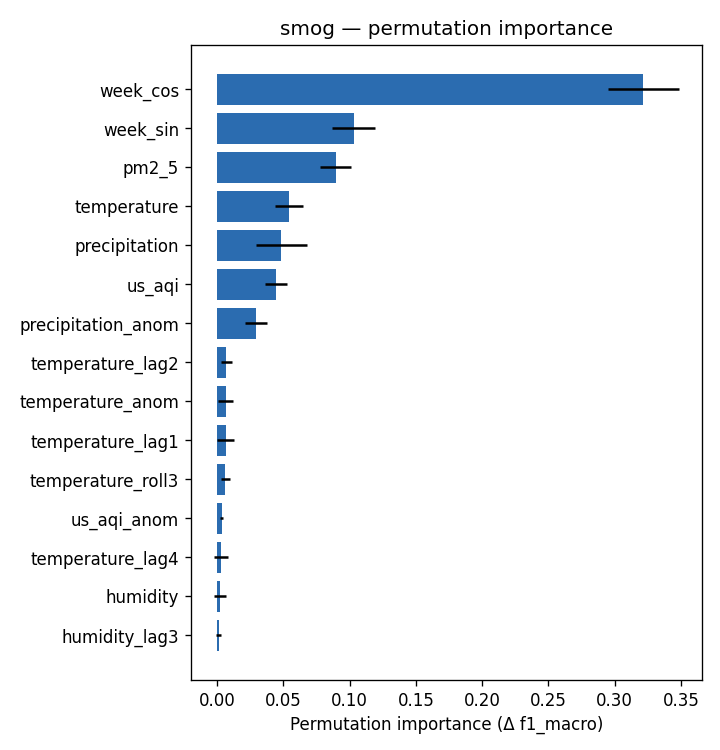 smog — permutation importance
week_cos
week_sin
pm2_5
temperature
precipitation
us_aqi
precipitation_anom
temperature_lag2
temperature_anom
temperature_lag1
temperature_roll3
us_aqi_anom
temperature_lag4
humidity
humidity_lag3
0.00 0.05 0.10 0.15 0.20 0.25 0.30 0.35
Permutation importance (Δ f1_macro)